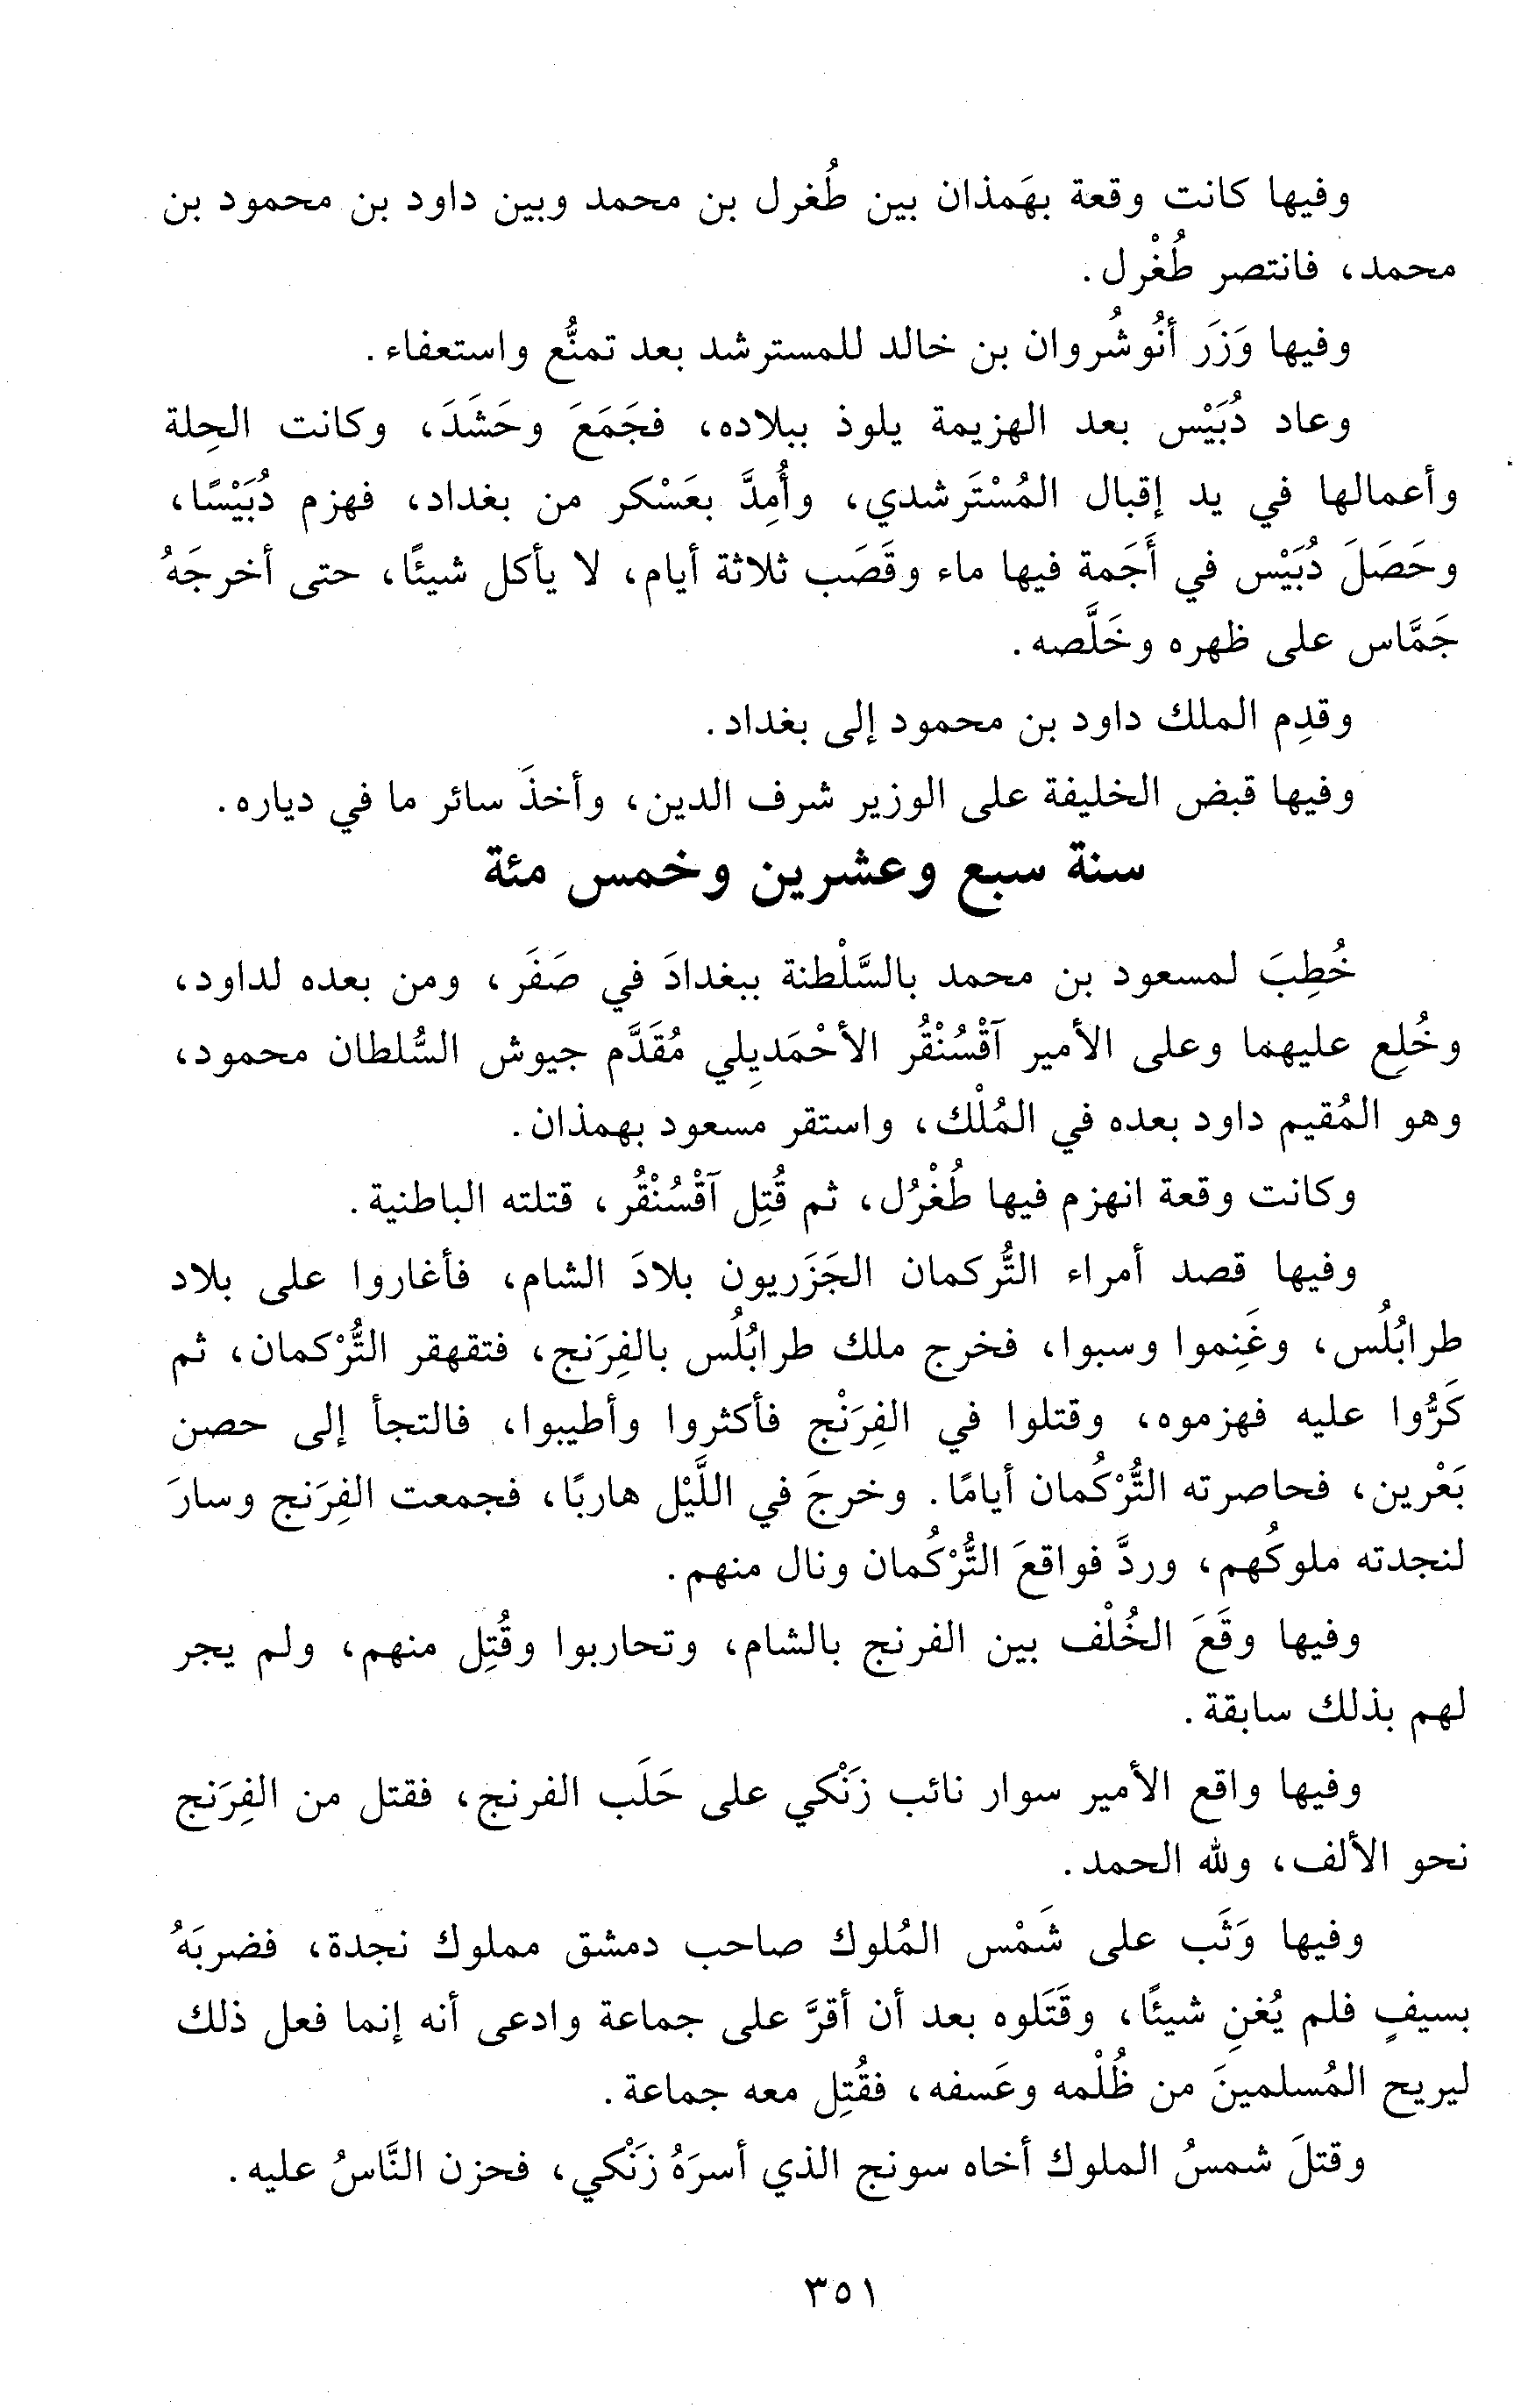 وفيها كانت وقعة بهَمذان بين طُغرل بن محمد وبين داود بن محمود بن
محمد، فانتصر طُغْرل.
وفيها وَزَر أنُوشُروان بن خالد للمسترشد بعد تمنُّع واستعفاء.
وعاد دُبَيْس بعد الهزيمة يلوذ ببلاده، فجَمَعَ وحَشَدَ، وكانت الحِلة
وأعمالها في يد إقبال المُسْتَرشدي، وأُمِدَّ بعَسْكر من بغداد، فهزم دُبَيْسًا،
وحَصَلَ دُبَيْس في أَجَمة فيها ماء وقَصَب ثلاثة أيام، لا يأكل شيئًا، حتى أخرجَهُ
جَمَّاس على ظهره وخَلَّصه.
وقدِم الملك داود بن محمود إلى بغداد.
وفيها قبض الخليفة على الوزير شرف الدين، وأخذَ سائر ما في دياره.
سنة سبع وعشرين وخمس مئة
خُطِبَ لمسعود بن محمد بالسَّلْطنة ببغدادَ في صَفَر، ومن بعده لداود،
وخُلِع عليهما وعلى الأمير آقْسُنْقُر الأحْمَدِيلي مُقَدَّم جيوش السُّلطان محمود،
وهو المُقيم داود بعده في المُلْك، واستقر مسعود بهمذان.
وكانت وقعة انهزم فيها طُغْرُل، ثم قُتِل آقْسُنْقُر، قتلته الباطنية.
وفيها قصد أمراء التُّركمان الجَزَريون بلادَ الشام، فأغاروا على بلاد
طرابُلُس، وغَنِموا وسبوا، فخرج ملك طرابُلُس بالفِرَنج، فتقهقر التُّرْكمان، ثم
كَرُّوا عليه فهزموه، وقتلوا في الفِرَنْج فأكثروا وأطيبوا، فالتجأ إلى حصن
بَعْرين، فحاصرته التُّرْكُمان أيامًا. وخرجَ في اللَّيْل هاربًا، فجمعت الفِرَنج وسارَ
لنجدته ملوكُهم، وردَّ فواقعَ التُّرْكُمان ونال منهم.
وفيها وقَعَ الخُلْف بين الفرنج بالشام، وتحاربوا وقُتِل منهم، ولم يجر
لهم بذلك سابقة.
وفيها واقع الأمير سوار نائب زَنْكي على حَلَب الفرنج، فقتل من الفِرَنج
نحو الألف، ولله الحمد.
وفيها وَثَب على شَمْس المُلوك صاحب دمشق مملوك نجدة، فضربَهُ
بسيفٍ فلم يُغنِ شيئًا، وقَتَلوه بعد أن أقرَّ على جماعة وادعى أنه إنما فعل ذلك
ليريح المُسلمينَ من ظُلْمه وعَسفه، فقُتِل معه جماعة.
وقتلَ شمسُ الملوك أخاه سونج الذي أسرَهُ زَنْكي، فحزن النَّاسُ عليه.
٣٥١